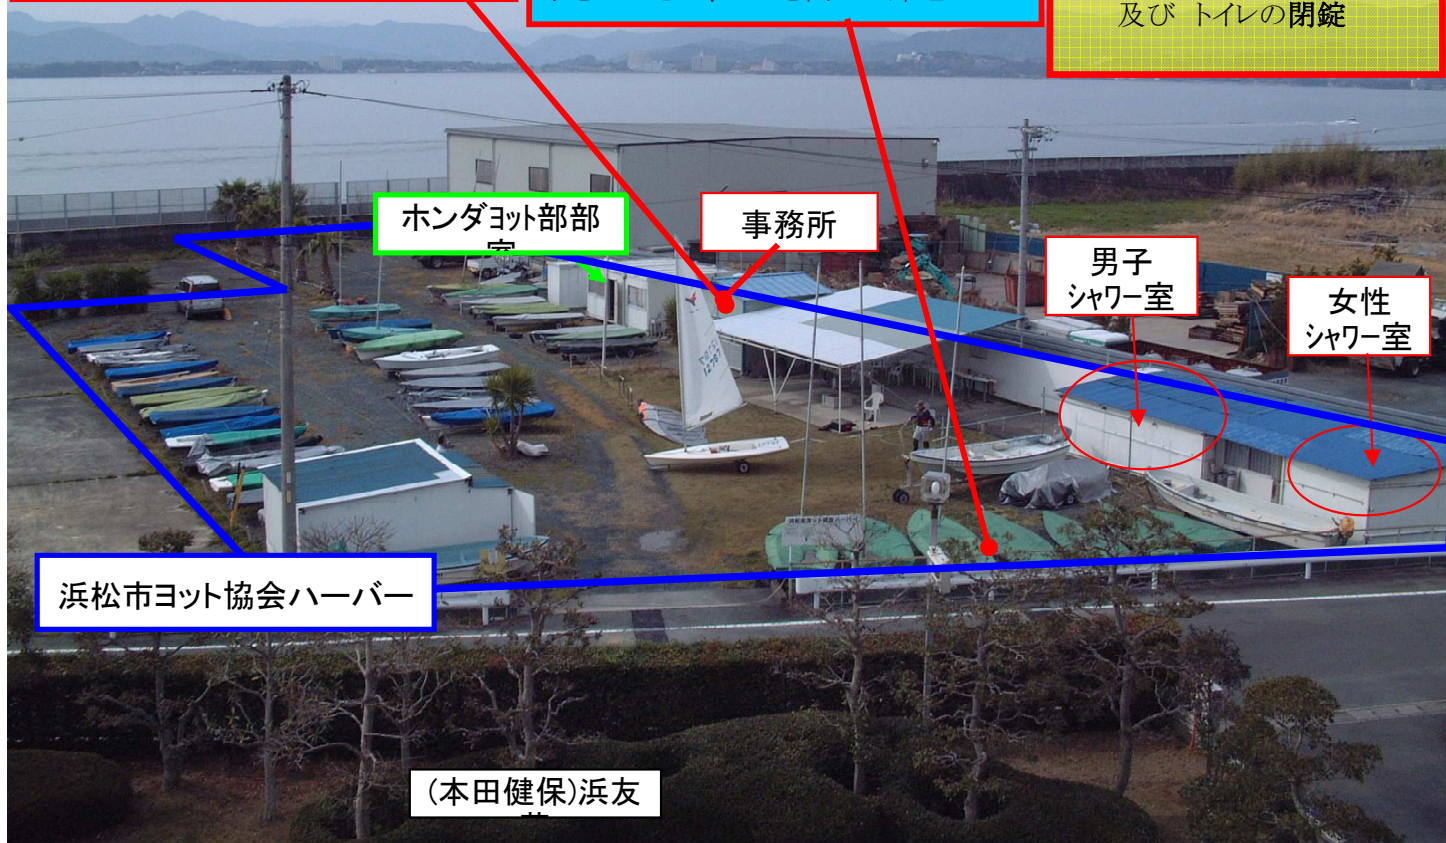 及び トイレの閉錠
ホンダヨット部部
事務所
男子
シャワー室
女性
シャワー室
浜松市ヨット協会ハーバー
(本田健保)浜友